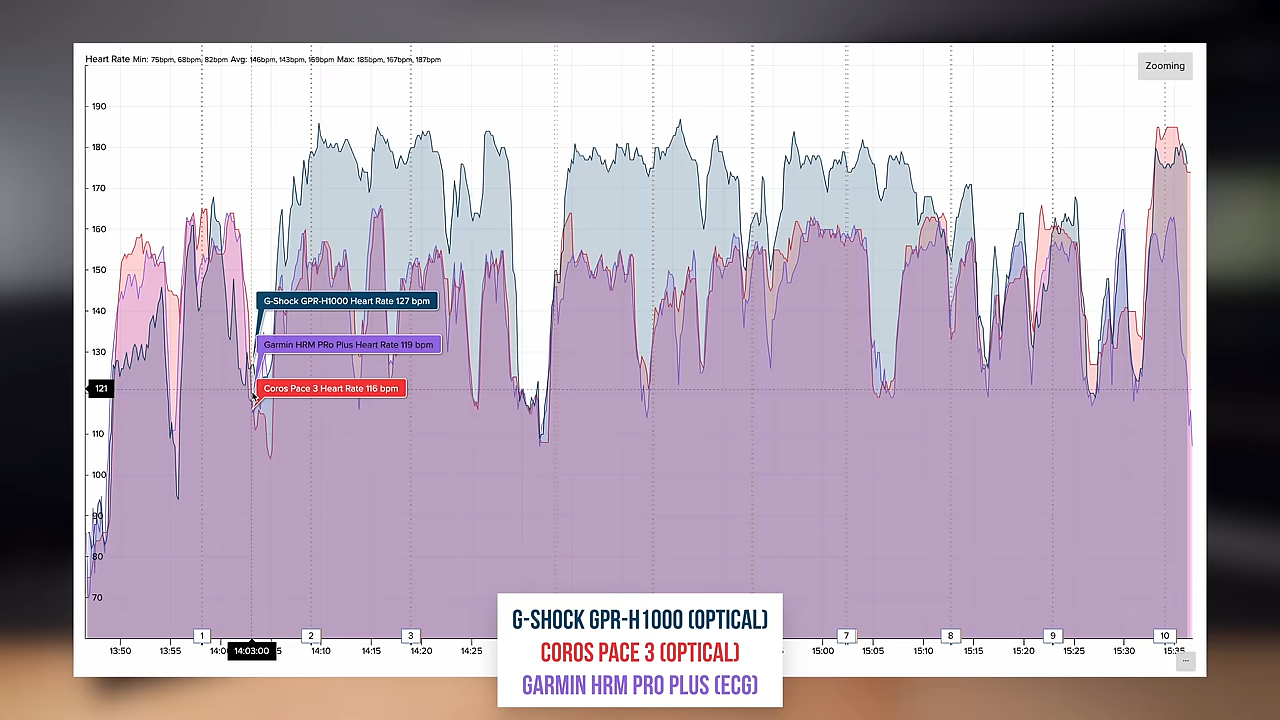 Heart Rate Min: 75bpm, 68bpm, 82bpm Avg: 146bpm, 143bpm, 159bpm Max: 185bpm, 167bpm, 187bpm
Zooming
190
180
170
160
150
140
130
121
110
100
90
80
70
G-Shock GPR-H1000 Heart Rate 127 bpm
Garmin HRM PRo Plus Heart Rate 119 bpm
Coros Pace 3 Heart Rate 116 bpm
1 2 3 7 8 9 10
13:50 13:55 14:03:00 14:10 14:15 14:20 14:25 15:00 15:05 15:10 15:15 15:20 15:25 15:30 15:35
...
G-SHOCK GPR-H1000 (OPTICAL)
COROS PACE 3 (OPTICAL)
GARMIN HRM PRO PLUS (ECG)